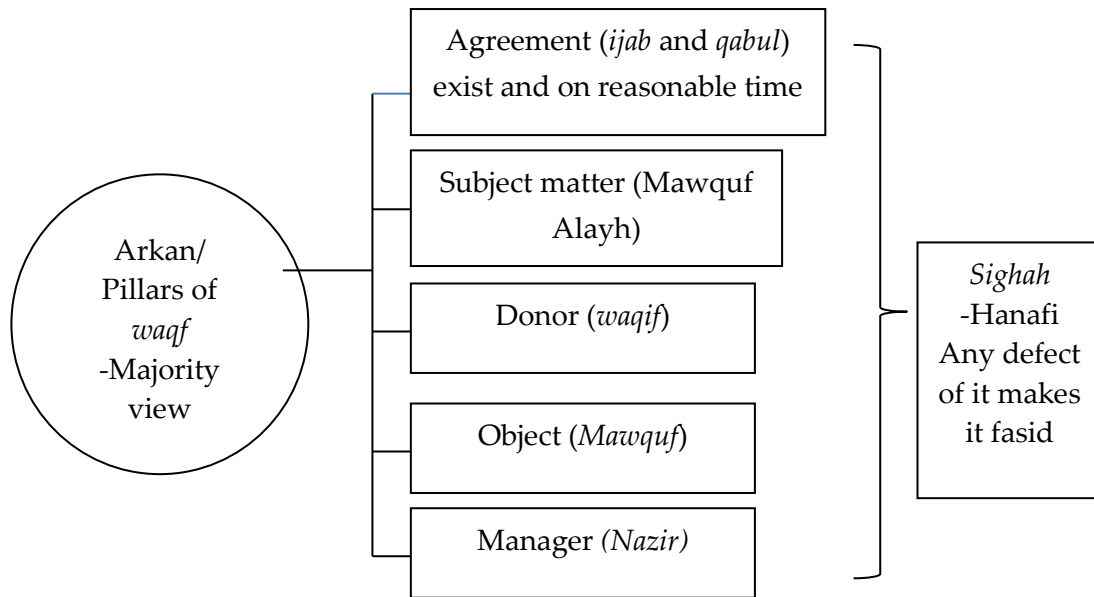 Agreement (ijab and qabul)
exist and on reasonable time
Subject matter (Mawquf
Alayh)
Arkan/
Pillars of
waqf
-Majority
view
Donor (waqif)
Object (Mawquf)
Manager (Nazir)
Sighah
-Hanafi
Any defect
of it makes
it fasid